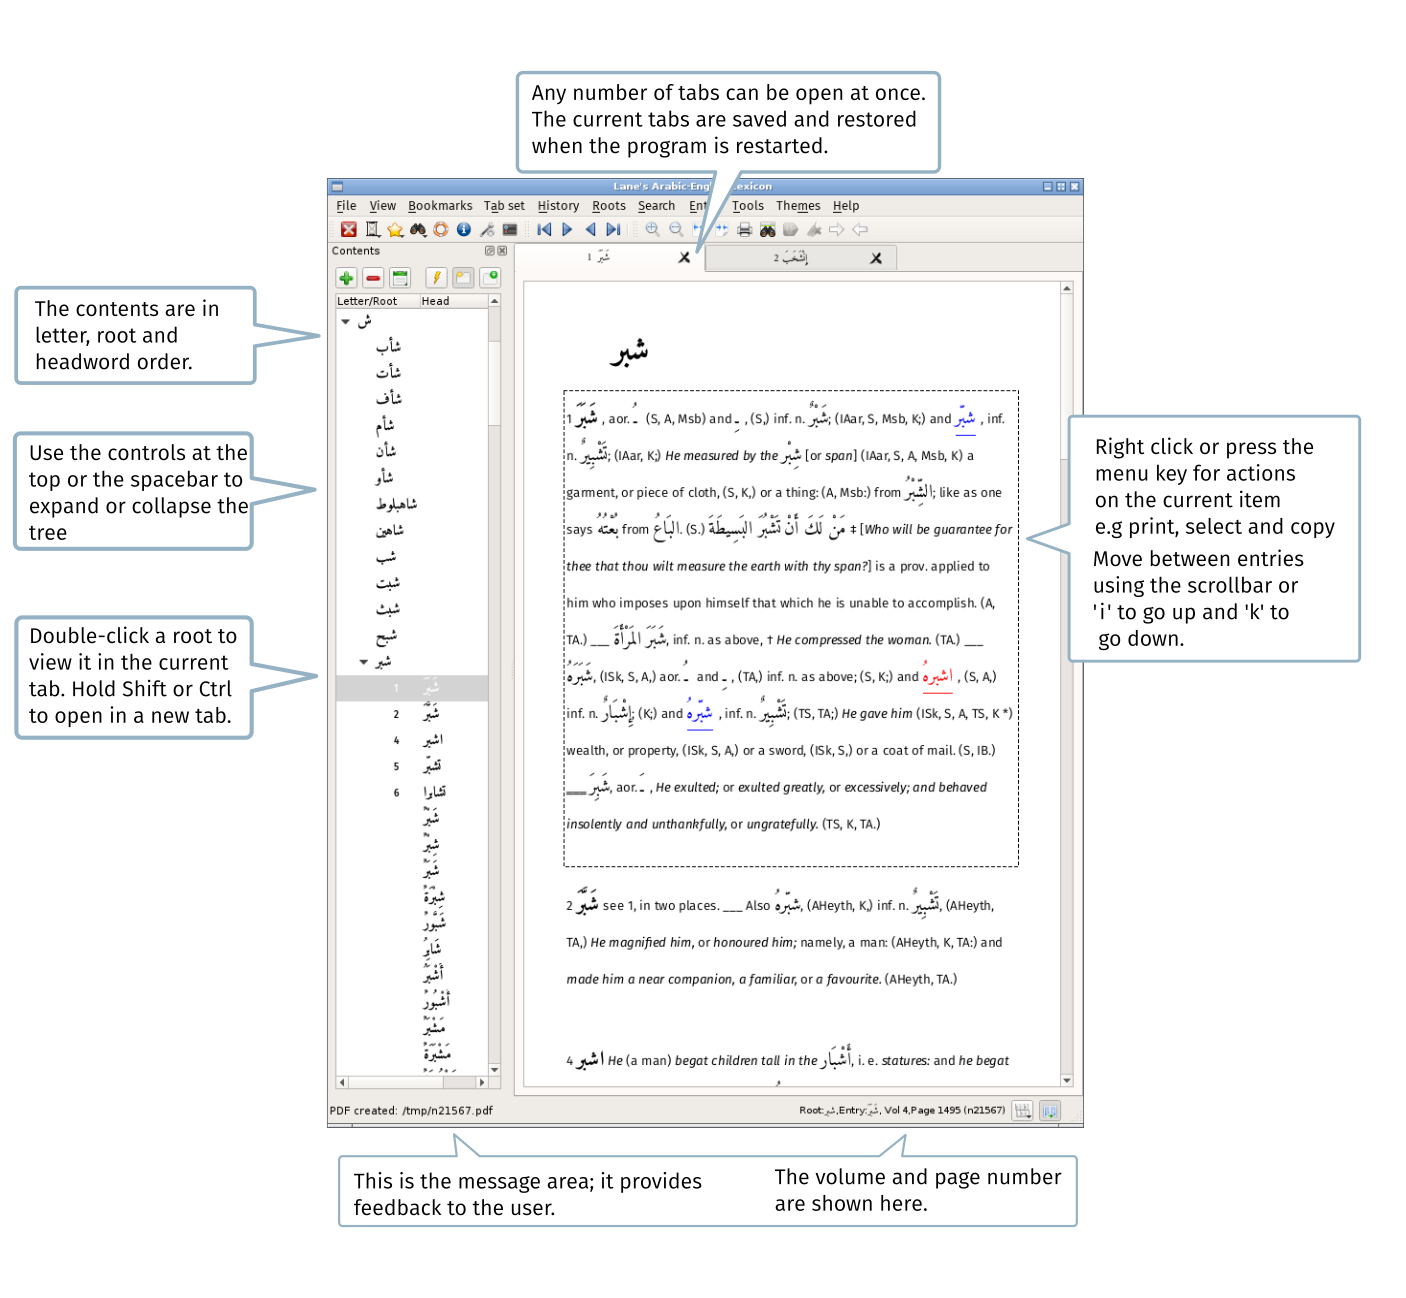 Any number of tabs can be open at once.
The current tabs are saved and restored
when the program is restarted.
Lane's Arabic-Eng exicon
File View Bookmarks Tab set History Roots Search Ent Tools Themes Help
Contents
1 شَبَرَ
2 إِنْشَخَبَ
Letter/Root Head
ش
شأب
شأت
شأف
شأم
شأن
شأو
شاهبلوط
شاهين
شب
شبت
شبث
شبح
شبر
1 شَبَرَ
2 شَبَّرَ
4 اشبر
5 تشبّر
6 تشابرا
شَبْرٌ
شِبْرٌ
شَبَرٌ
شَبُّورٌ
أُشْبُورٌ
The contents are in
letter, root and
headword order.
Use the controls at the
top or the spacebar to
expand or collapse the
tree
Double-click a root to
view it in the current
tab. Hold Shift or Ctrl
to open in a new tab.
شبر
1 شَبَرَ , aor. ـُ (S, A, Msb) and ـِ , (S,) inf. n. شَبْرٌ; (IAar, S, Msb, K;) and شبّر , inf.
n. تَشْبِيرٌ; (IAar, K;) He measured by the شِبْر [or span] (IAar, S, A, Msb, K) a
garment, or piece of cloth, (S, K,) or a thing: (A, Msb:) from الشِّبْرُ; like as one
says بُعْتُهُ from البَاعُ. (S.) مَنْ لَكَ أَنْ تَشْبُرَ البَسِيطَةَ ‡ [Who will be guarantee for
thee that thou wilt measure the earth with thy span?] is a prov. applied to
him who imposes upon himself that which he is unable to accomplish. (A,
TA.) ___ شَبَرَ المَرْأَةَ, inf. n. as above, † He compressed the woman. (TA.) ___
شَبَرَهُ, (ISk, S, A,) aor. ـُ and ـِ , (TA,) inf. n. as above; (S, K;) and اشبرهُ , (S, A,)
inf. n. إِشْبَارٌ; (K;) and شبّرهُ , inf. n. تَشْبِيرٌ; (TS, TA;) He gave him (ISk, S, A, TS, K *)
wealth, or property, (ISk, S, A,) or a sword, (ISk, S,) or a coat of mail. (S, IB.)
___ شَبِرَ, aor. ـَ , He exulted; or exulted greatly, or excessively; and behaved
insolently and unthankfully, or ungratefully. (TS, K, TA.)
2 شَبَّرَ see 1, in two places. ___ Also شبّرهُ, (AHeyth, K,) inf. n. تَشْبِيرٌ, (AHeyth,
TA,) He magnified him, or honoured him; namely, a man: (AHeyth, K, TA:) and
made him a near companion, a familiar, or a favourite. (AHeyth, TA.)
4 اشبر He (a man) begat children tall in the أَشْبَار, i. e. statures: and he begat
Right click or press the
menu key for actions
on the current item
e.g print, select and copy
Move between entries
using the scrollbar or
'i' to go up and 'k' to
go down.
PDF created: /tmp/n21567.pdf
Root:شبر,Entry:شَبَرَ, Vol 4,Page 1495 (n21567)
This is the message area; it provides
feedback to the user.
The volume and page number
are shown here.